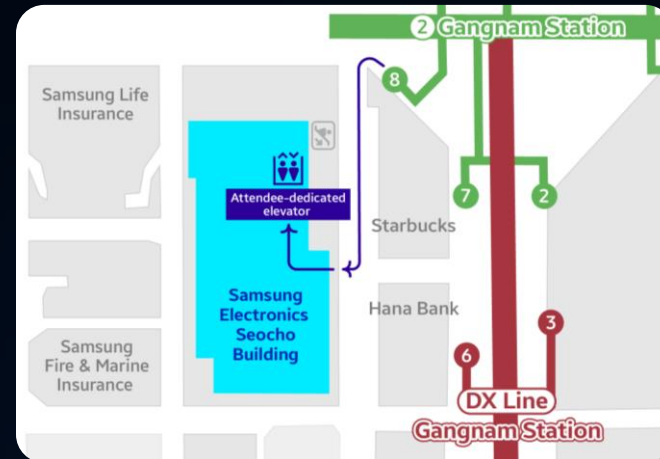 2 Gangnam Station
8
Samsung Life
Insurance
Attendee-dedicated
elevator
7
2
Starbucks
Samsung
Electronics
Seocho
Building
Hana Bank
3
Samsung
Fire & Marine
Insurance
6
DX Line
Gangnam Station